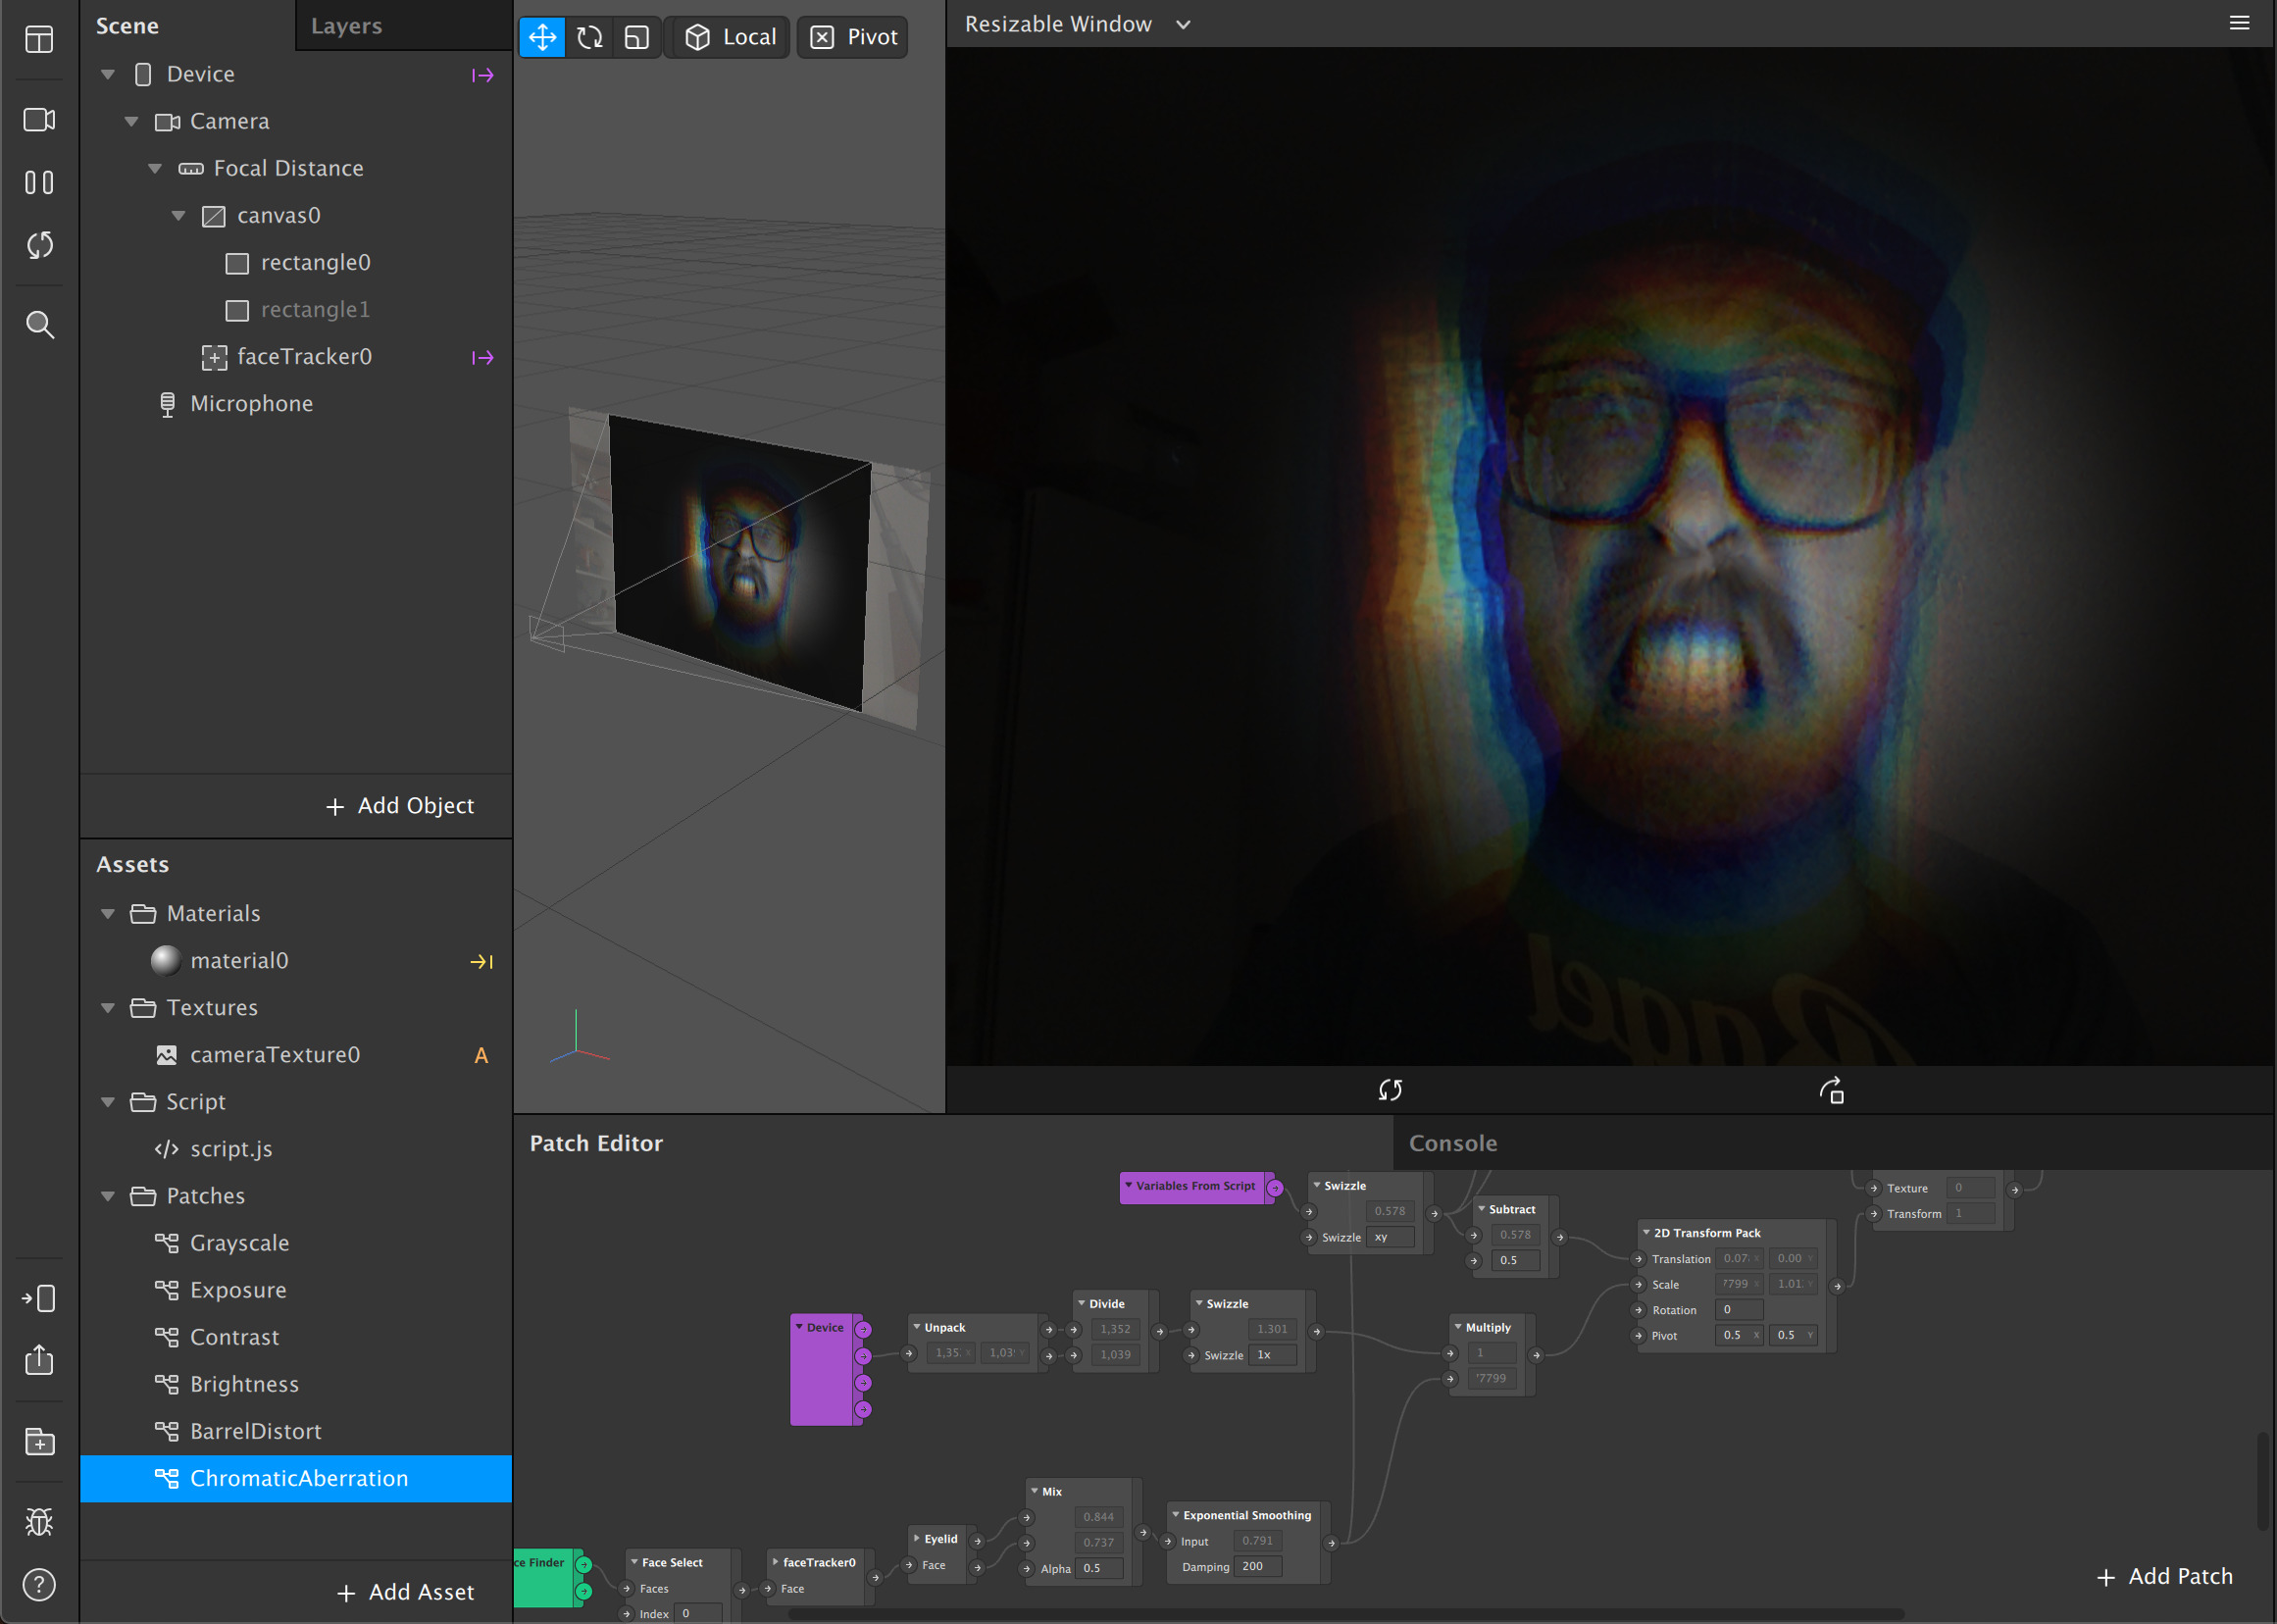 Scene
Layers
Device
Camera
Focal Distance
canvas0
rectangle0
rectangle1
faceTracker0
Microphone
+ Add Object
Assets
Materials
material0
Textures
cameraTexture0 A
Script
script.js
Patches
Grayscale
Exposure
Contrast
Brightness
BarrelDistort
ChromaticAberration
+ Add Asset
Local
Pivot
Resizable Window
Bagel
Patch Editor
Console
Variables From Script
Swizzle
0.578
Swizzle xy
Subtract
0.578
0.5
2D Transform Pack
Translation 0.07 X 0.00 Y
Scale 7799 X 1.01 Y
Rotation 0
Pivot 0.5 X 0.5 Y
Texture 0
Transform 1
Device
Unpack
1,35 X 1,03 Y
Divide
1,352
1,039
Swizzle
1.301
Swizzle 1x
Multiply
1
7799
Mix
0.844
0.737
Alpha 0.5
Exponential Smoothing
Input 0.791
Damping 200
Eyelid
Face
faceTracker0
Face
Face Select
Faces
Index 0
ce Finder
+ Add Patch